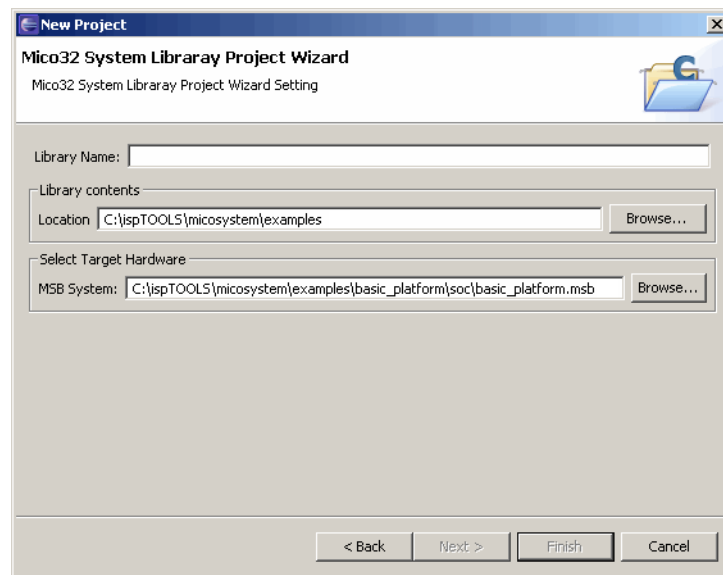 New Project
Mico32 System Libraray Project Wizard
Mico32 System Libraray Project Wizard Setting
Library Name:
Library contents
Location C:\ispTOOLS\micosystem\examples Browse...
Select Target Hardware
MSB System: C:\ispTOOLS\micosystem\examples\basic_platform\soc\basic_platform.msb Browse...
< Back Next > Finish Cancel